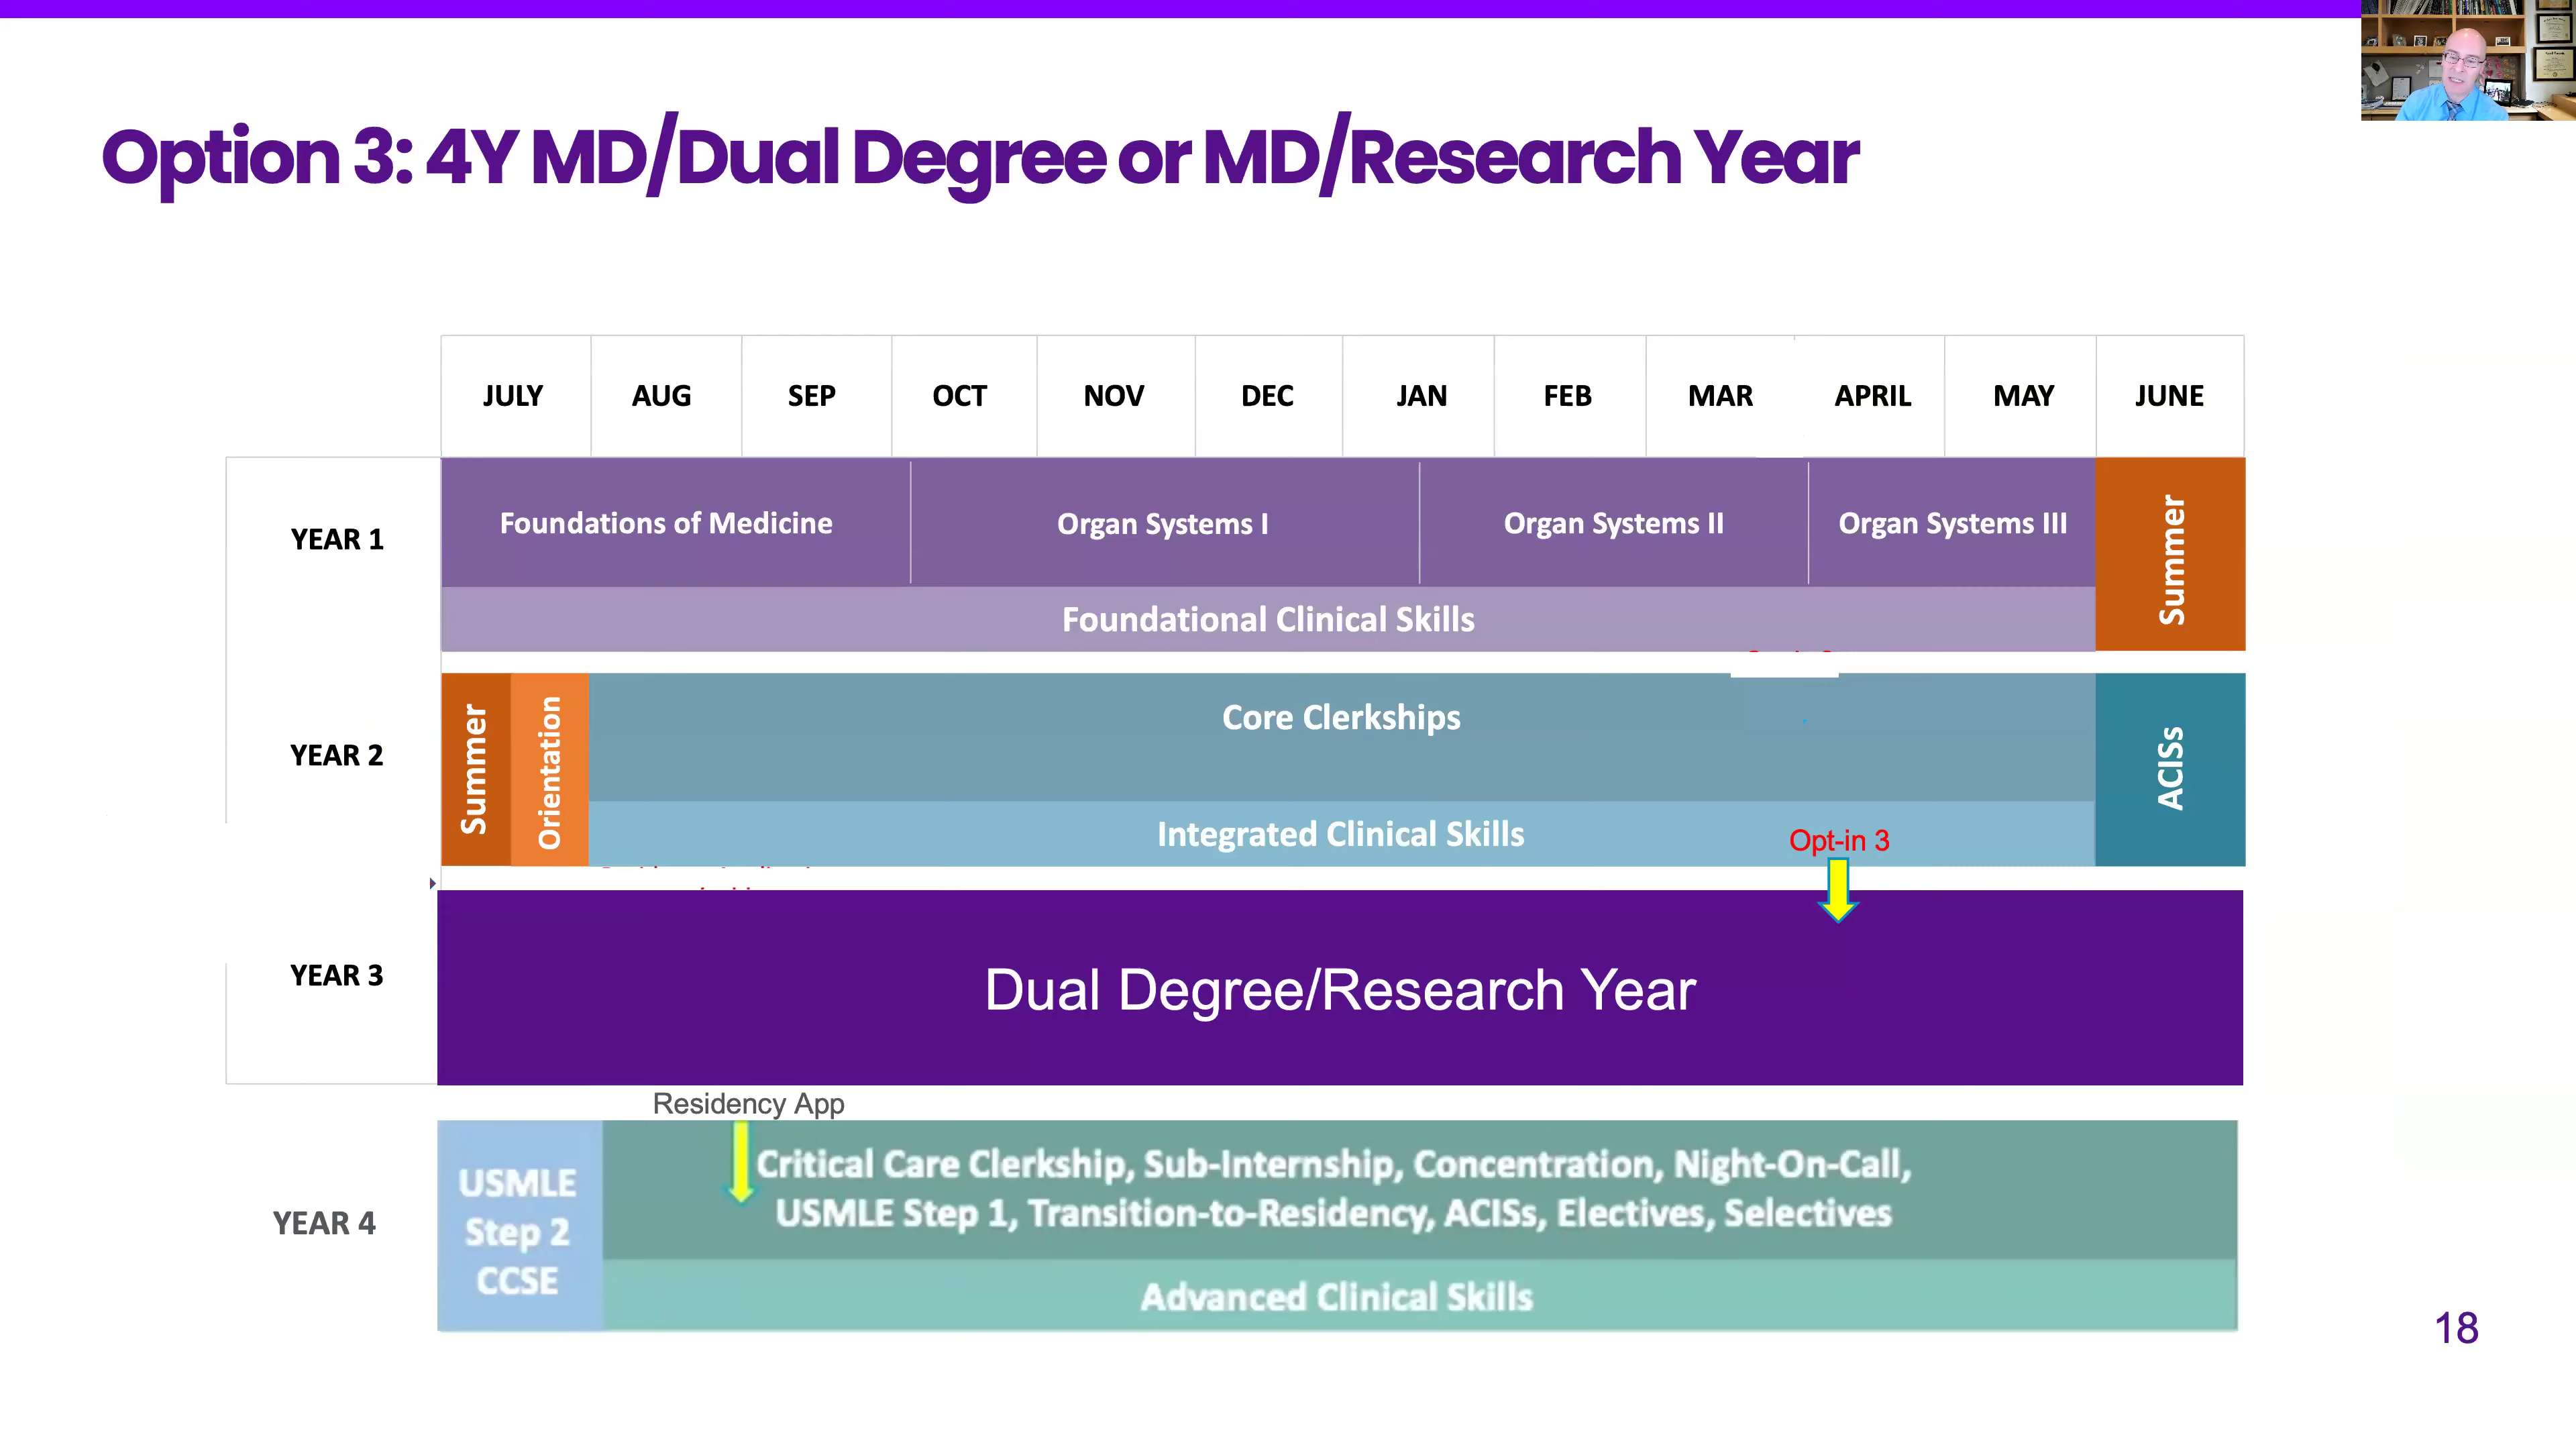 Option 3: 4Y MD/Dual Degree or MD/Research Year
JULY AUG SEP OCT NOV DEC JAN FEB MAR APRIL MAY JUNE
YEAR 1
Foundations of Medicine
Organ Systems I
Organ Systems II
Organ Systems III
Summer
Foundational Clinical Skills
YEAR 2
Summer
Orientation
Core Clerkships
ACISs
Integrated Clinical Skills
Opt-in 3
YEAR 3
Dual Degree/Research Year
Residency App
YEAR 4
USMLE
Step 2
CCSE
Critical Care Clerkship, Sub-Internship, Concentration, Night-On-Call,
USMLE Step 1, Transition-to-Residency, ACISs, Electives, Selectives
Advanced Clinical Skills
18